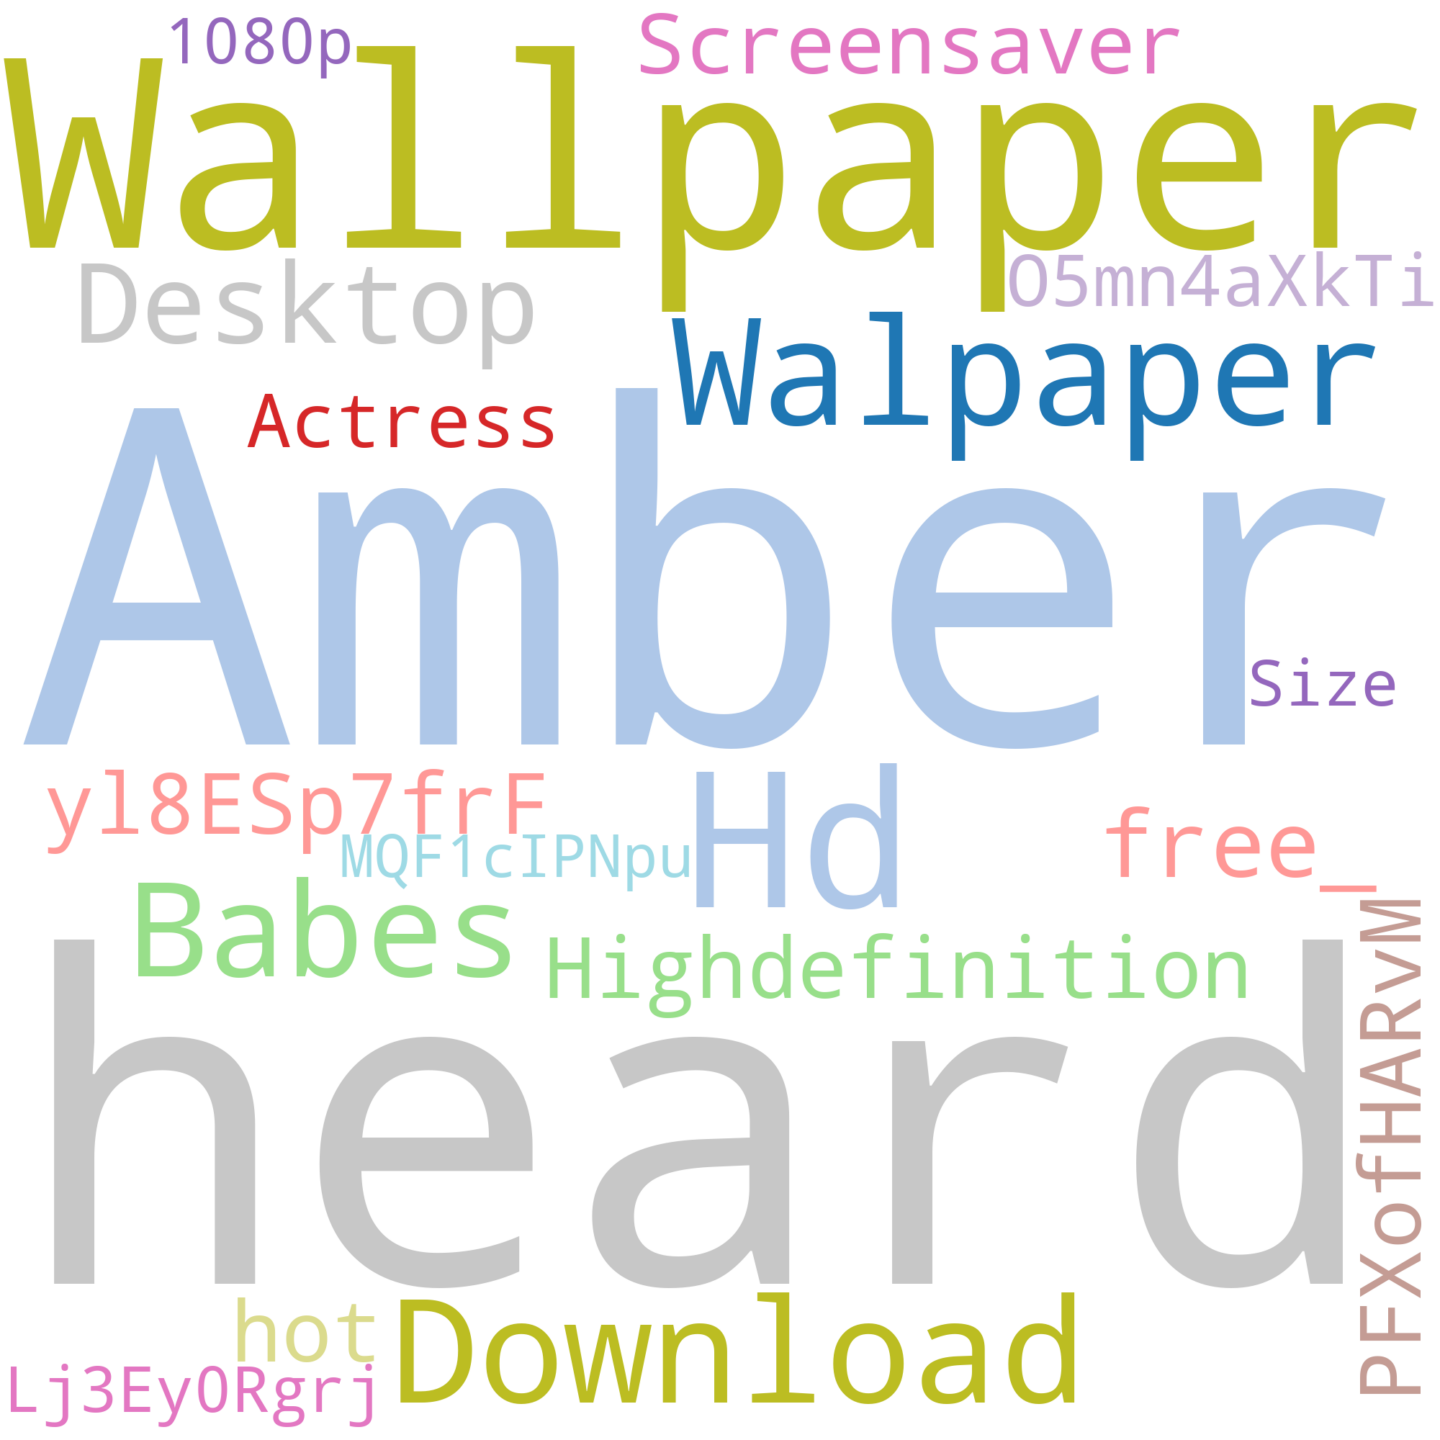 1080p
Screensaver
Wallpaper
Desktop
O5mn4aXkTi
Walpaper
Actress
Amber
Size
yl8ESp7frF
Hd
free_
MQF1cIPNpu
Babes
Highdefinition
PFXofHARvM
heard
hot
Download
Lj3Ey0Rgrj